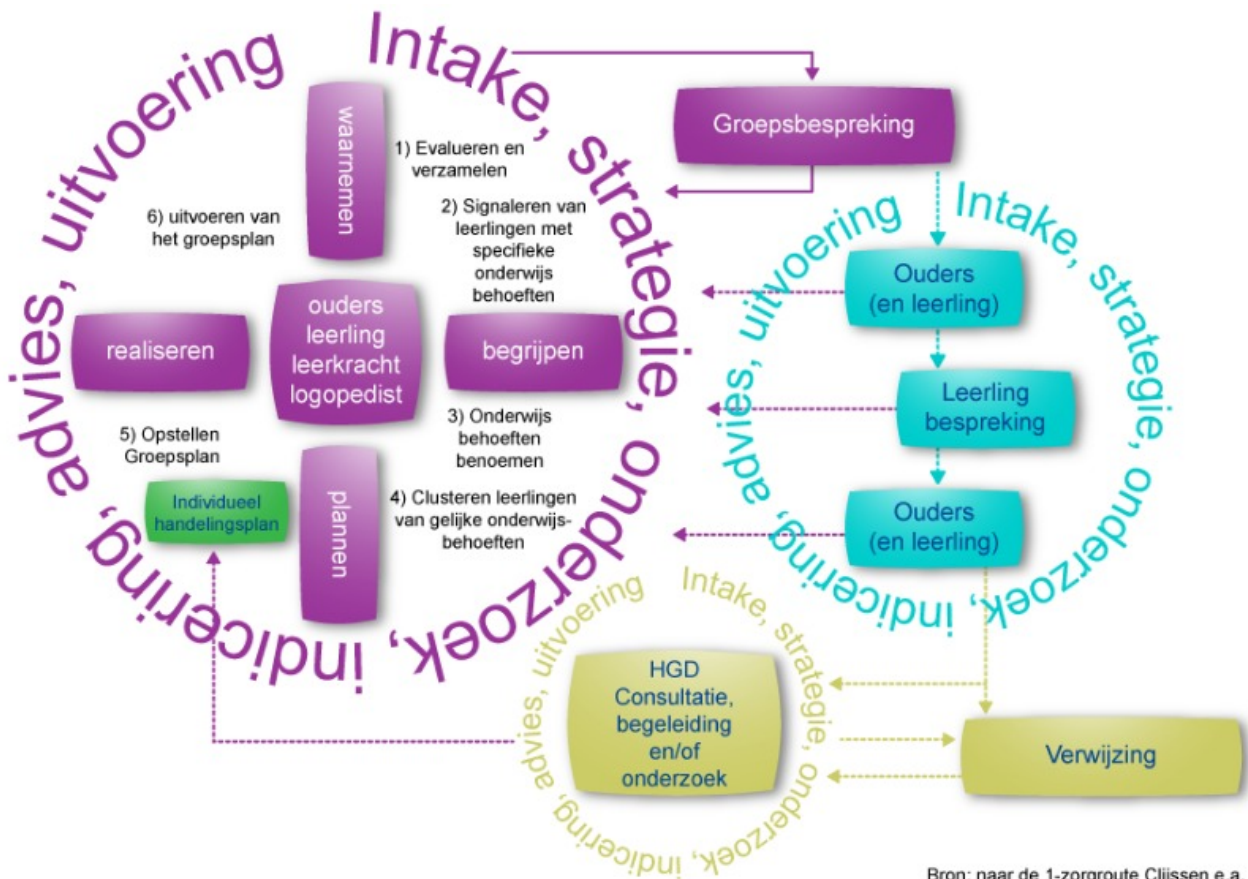 Intake, strategie, onderzoek, indicering, advies, uitvoering
waarnemen
1) Evalueren en
verzamelen
2) Signaleren van
leerlingen met
specifieke
onderwijs
behoeften
6) uitvoeren van
het groepsplan
ouders
leerling
leerkracht
logopedist
realiseren
begrijpen
3) Onderwijs
behoeften
benoemen
5) Opstellen
Groepsplan
Individueel
handelingsplan
plannen
4) Clusteren leerlingen
van gelijke onderwijs-
behoeften
Groepsbespreking
Intake, strategie, onderzoek, indicering, advies, uitvoering
Ouders
(en leerling)
Leerling
bespreking
Ouders
(en leerling)
Intake, strategie, onderzoek, indicering, advies, uitvoering
HGD
Consultatie,
begeleiding
en/of
onderzoek
Verwijzing
Bron: naar de 1-zorgroute Clijsen e.a.